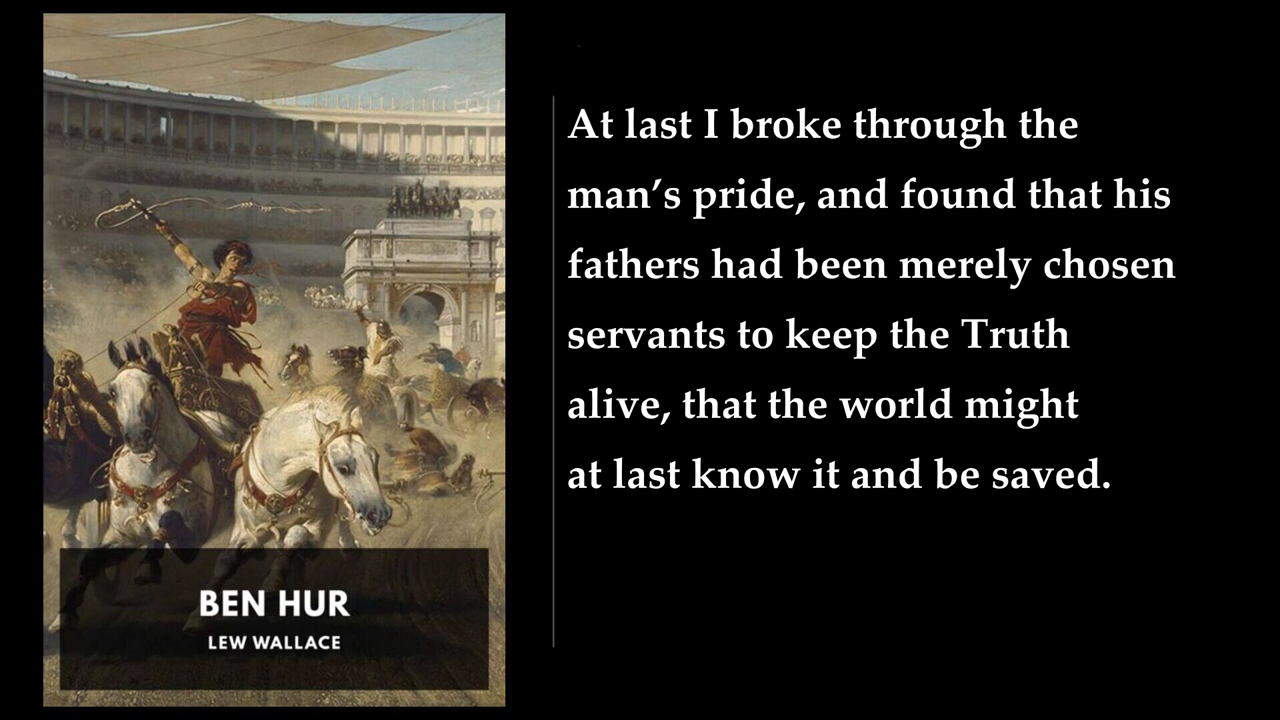 BEN HUR
LEW WALLACE
At last I broke through the
man’s pride, and found that his
fathers had been merely chosen
servants to keep the Truth
alive, that the world might
at last know it and be saved.